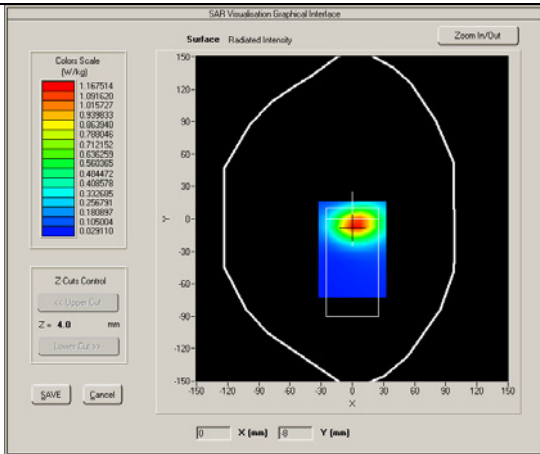 SAR Visualisation Graphical Interface
Surface Radiated Intensity
Zoom In/Out
Colors Scale
(W/kg)
1.167514
1.091620
1.015727
0.939833
0.863940
0.788046
0.712152
0.636259
0.560365
0.484472
0.408578
0.332685
0.256791
0.180897
0.105004
0.029110
Z Cuts Control
<< Upper Cut
Z = 4.0 mm
Lower Cut >>
SAVE Cancel
150
120
90
60
30
0
-30
-60
-90
-120
-150
Y
-150 -120 -90 -60 -30 0 30 60 90 120 150
X
0 X (mm) -8 Y (mm)